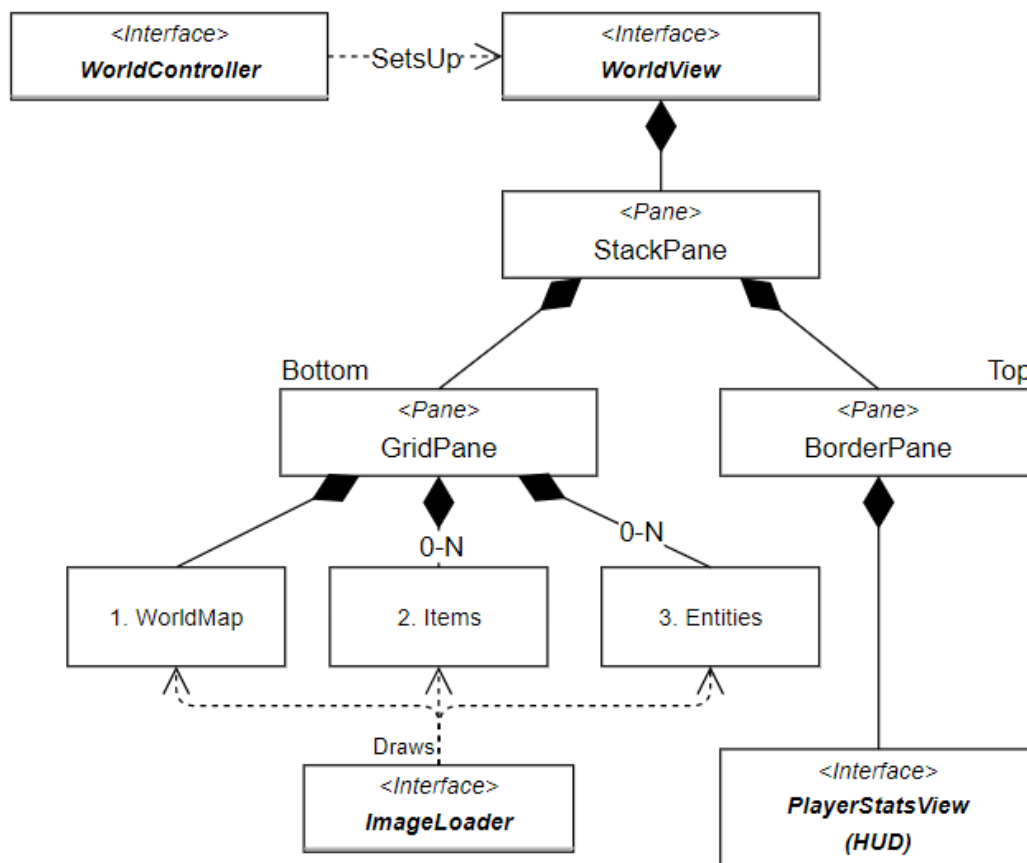 <Interface>
WorldController
SetsUp
<Interface>
WorldView
<Pane>
StackPane
Bottom
<Pane>
GridPane
Top
<Pane>
BorderPane
0-N
0-N
1. WorldMap
2. Items
3. Entities
Draws
<Interface>
ImageLoader
<Interface>
PlayerStatsView
(HUD)